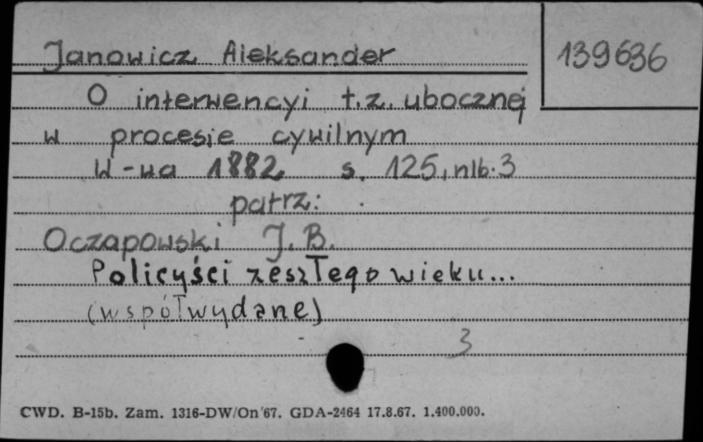 Janowicz Aleksander
139636
O interwencyi t.z. ubocznej
w procesie cywilnym
W-wa 1882 s. 125, nlb. 3
patrz:
Oczapowski J. B.
Policyści zeszłego wieku...
(współwydane)
3
CWD. B-15b. Zam. 1316-DW/On'67. GDA-2464 17.8.67. 1.400.000.